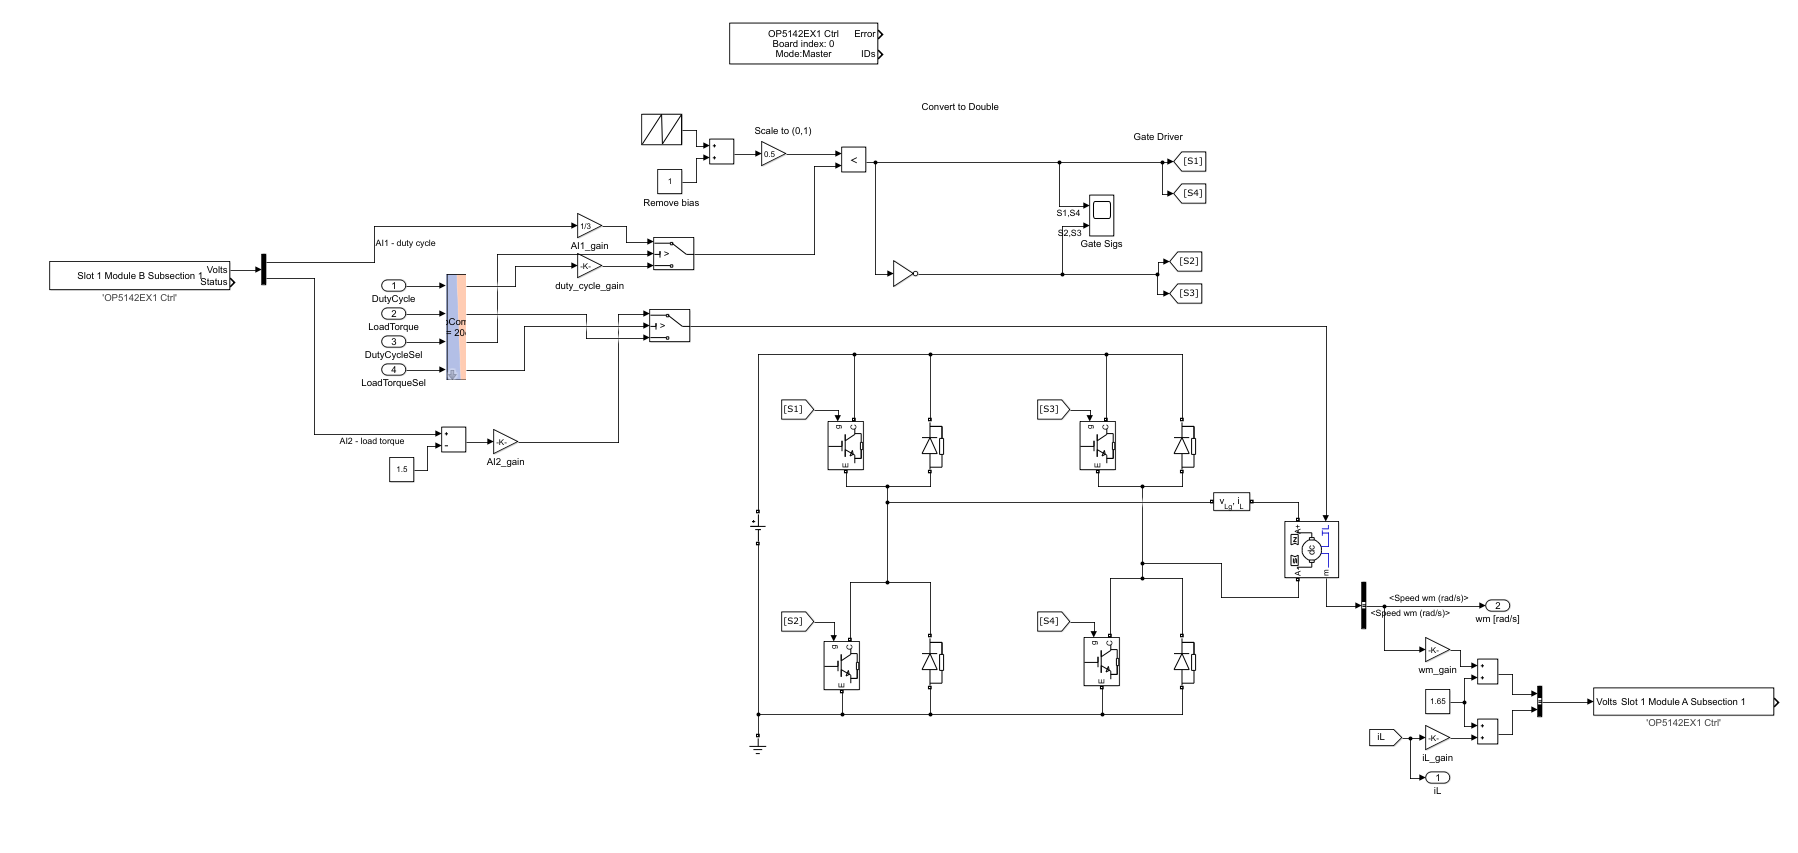 OP5142EX1 Ctrl
Board index: 0
Mode:Master
Error
IDs
Convert to Double
Scale to (0,1)
Gate Driver
+
+
0.5
<
[S1]
[S4]
1
Remove bias
S1,S4
S2,S3
Gate Sigs
1/3
AI1_gain
AI1 - duty cycle
>
Slot 1 Module B Subsection 1
Volts
Status
'OP5142EX1 Ctrl'
-K-
duty_cycle_gain
[S2]
[S3]
1
DutyCycle
2
LoadTorque
3
DutyCycleSel
4
LoadTorqueSel
= 20
>
AI2 - load torque
+
-
1.5
-K-
AI2_gain
[S1]
g
C
E
[S3]
g
C
E
+
v_Lg, i_L
A+
TL
dc
A-
m
[S2]
g
C
E
[S4]
g
C
E
<Speed wm (rad/s)>
<Speed wm (rad/s)>
2
wm [rad/s]
-K-
wm_gain
+
+
1.65
+
+
iL
-K-
iL_gain
1
iL
Volts
Slot 1 Module A Subsection 1
'OP5142EX1 Ctrl'